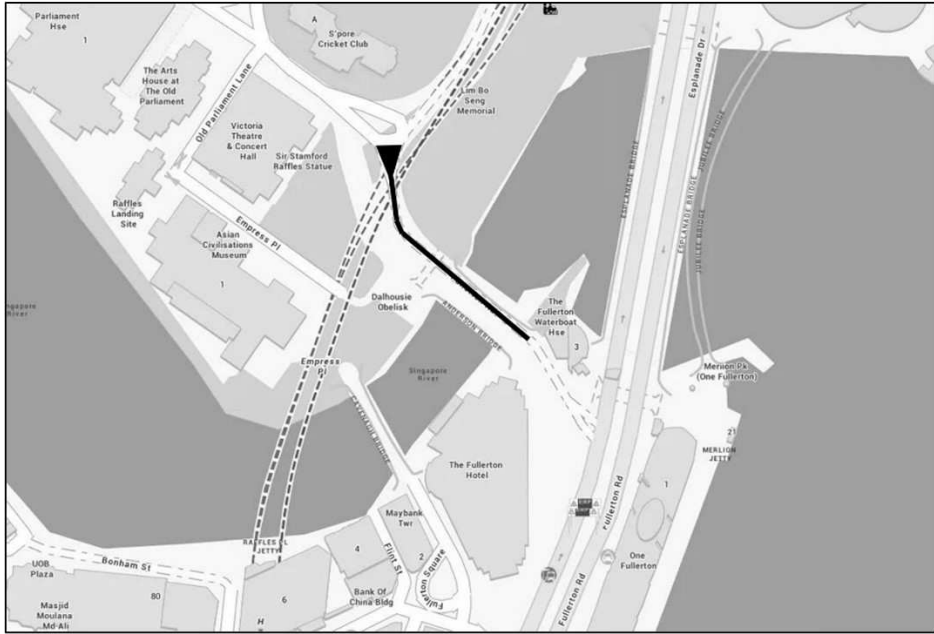 Parliament
Hse
1
A
S'pore
Cricket Club
Esplanade Dr
The Arts
House at
The Old
Parliament
Old Parliament Lane
Lim Bo
Seng
Memorial
Victoria
Theatre
& Concert
Hall
Sir Stamford
Raffles Statue
ESPLANADE BRIDGE
ESPLANADE BRIDGE
JUBILEE BRIDGE
JUBILEE BRIDGE
Raffles
Landing
Site
Empress Pl
Asian
Civilisations
Museum
1
Dalhousie
Obelisk
ANDERSON BRIDGE
The
Fullerton
Waterboat
Hse
3
River
Empress
Pl
Singapore
River
CAVENAGH BRIDGE
Merlion Pk
(One Fullerton)
21
MERLION
JETTY
The Fullerton
Hotel
1
Fullerton Rd
Maybank
Twr
2
4
Flint St
Fullerton Square
RAFFLES PL
JETTY
Bonham St
UOB
Plaza
80
Masjid
Moulana
Md Ali
6
H
Bank Of
China Bldg
One
Fullerton
Fullerton Rd